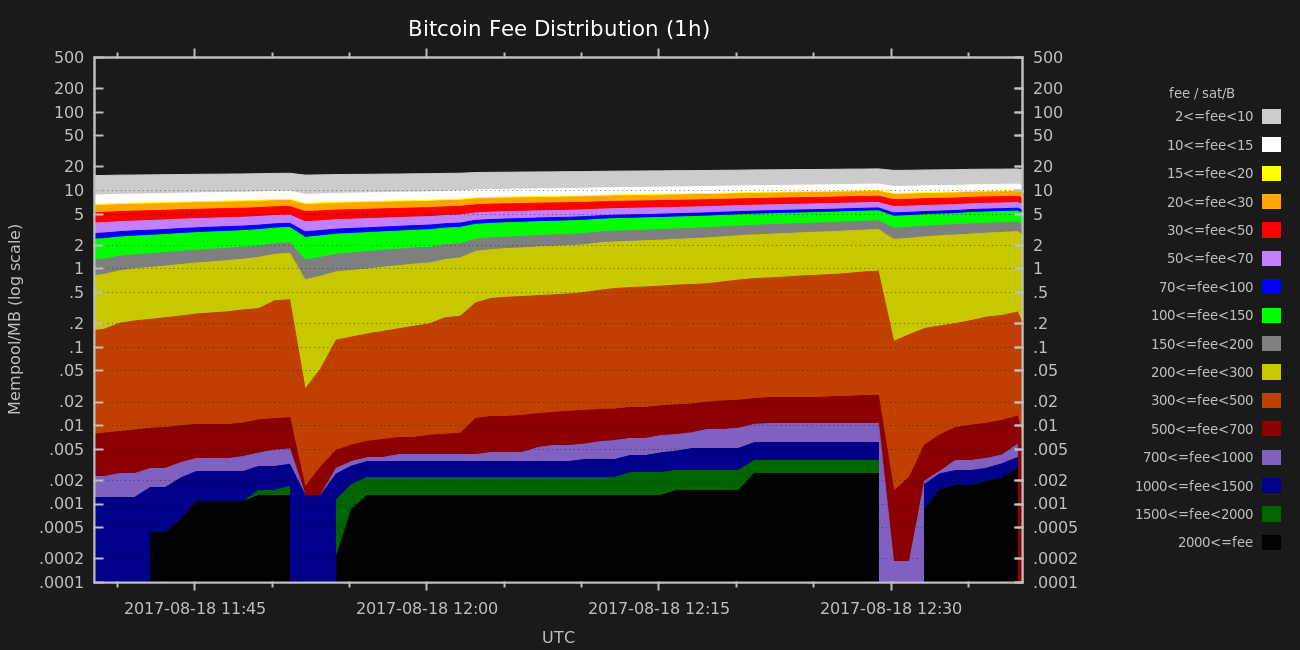 Bitcoin Fee Distribution (1h)
Mempool/MB (log scale)
500
200
100
50
20
10
5
2
1
.5
.2
.1
.05
.02
.01
.005
.002
.001
.0005
.0002
.0001
500
200
100
50
20
10
5
2
1
.5
.2
.1
.05
.02
.01
.005
.002
.001
.0005
.0002
.0001
2017-08-18 11:45
2017-08-18 12:00
2017-08-18 12:15
2017-08-18 12:30
UTC
fee / sat/B
2<=fee<10
10<=fee<15
15<=fee<20
20<=fee<30
30<=fee<50
50<=fee<70
70<=fee<100
100<=fee<150
150<=fee<200
200<=fee<300
300<=fee<500
500<=fee<700
700<=fee<1000
1000<=fee<1500
1500<=fee<2000
2000<=fee